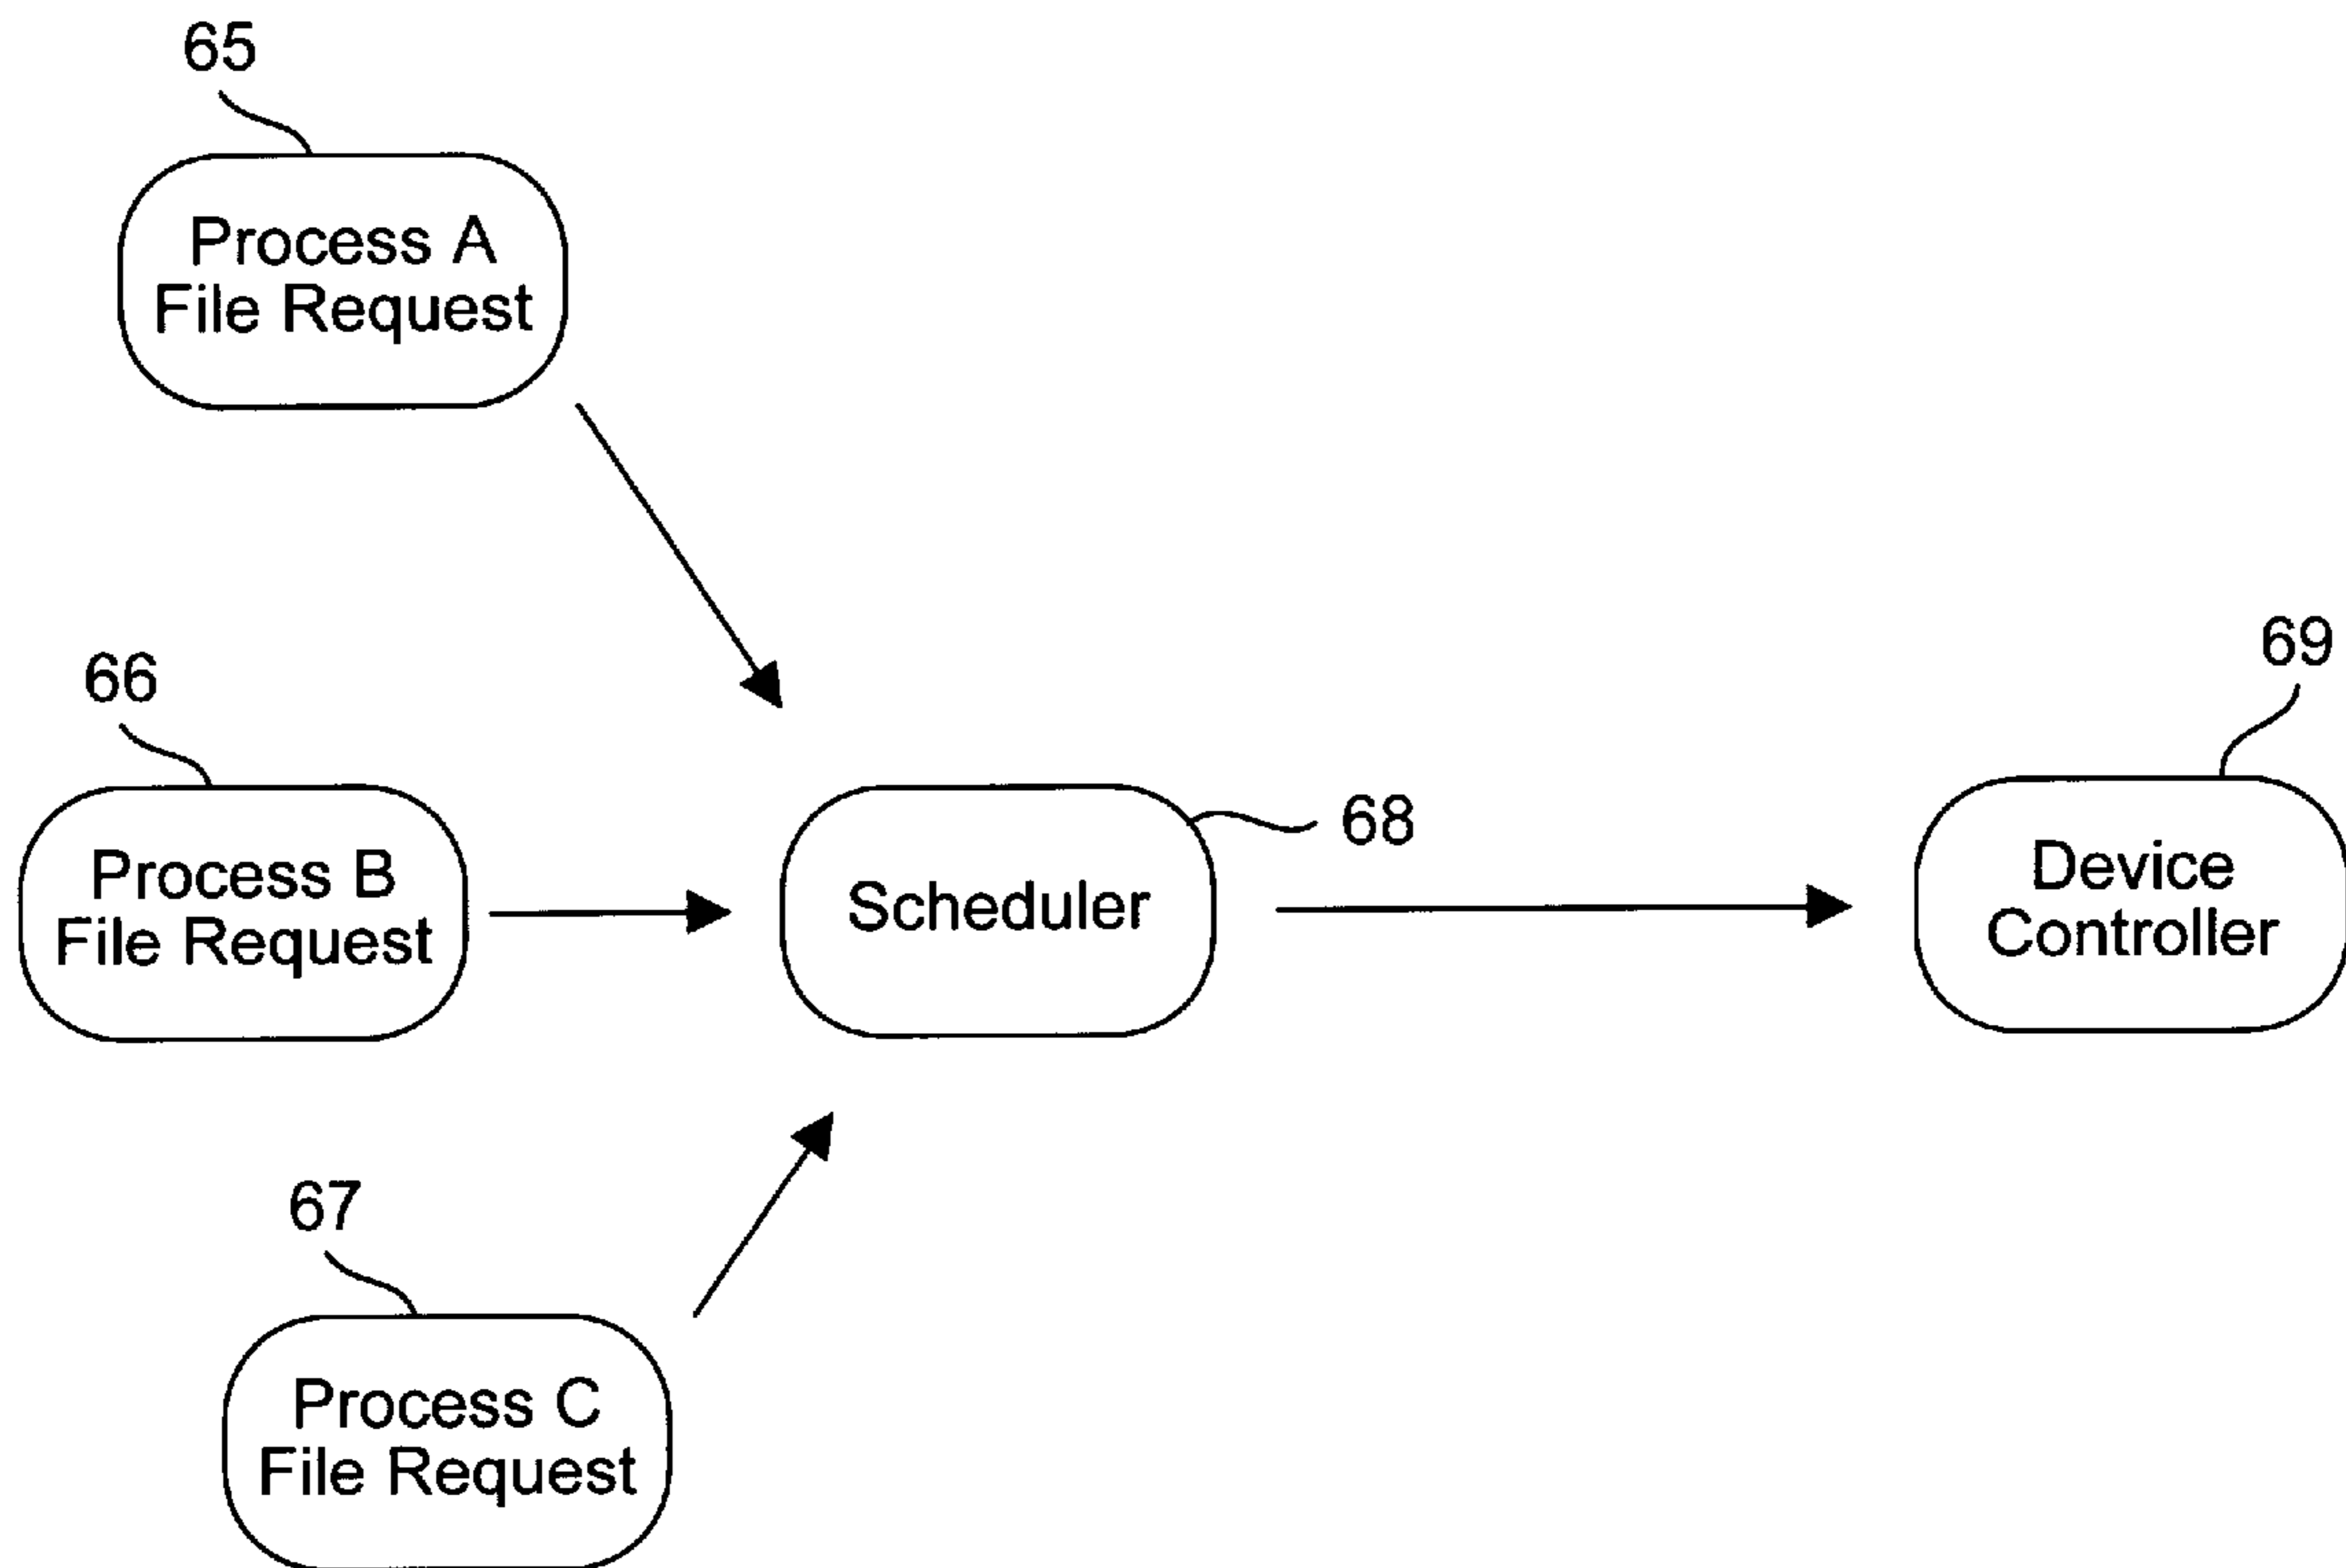 65
Process A
File Request
66
Process B
File Request
67
Process C
File Request
68
Scheduler
69
Device
Controller